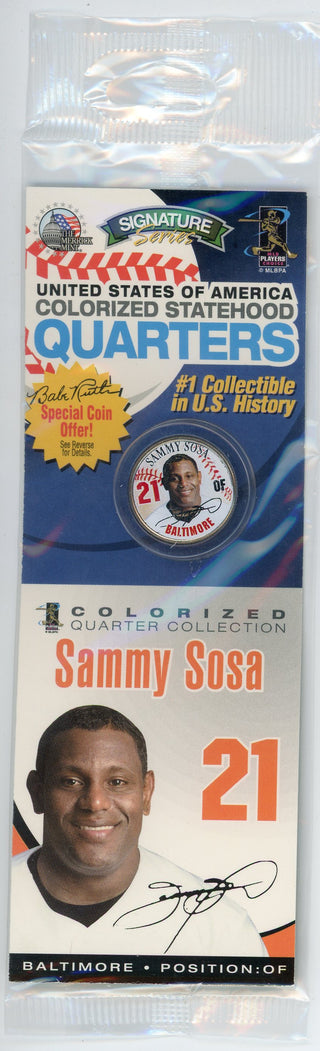 THE
MERRICK
MINT
SIGNATURE
Series
MLB
PLAYERS
CHOICE
© MLBPA
UNITED STATES OF AMERICA
COLORIZED STATEHOOD
QUARTERS
Babe Ruth
Special Coin
Offer!
See Reverse
for Details.
#1 Collectible
in U.S. History
SAMMY SOSA
21 OF
BALTIMORE
COLORIZED
QUARTER COLLECTION
Sammy Sosa
21
BALTIMORE • POSITION:OF